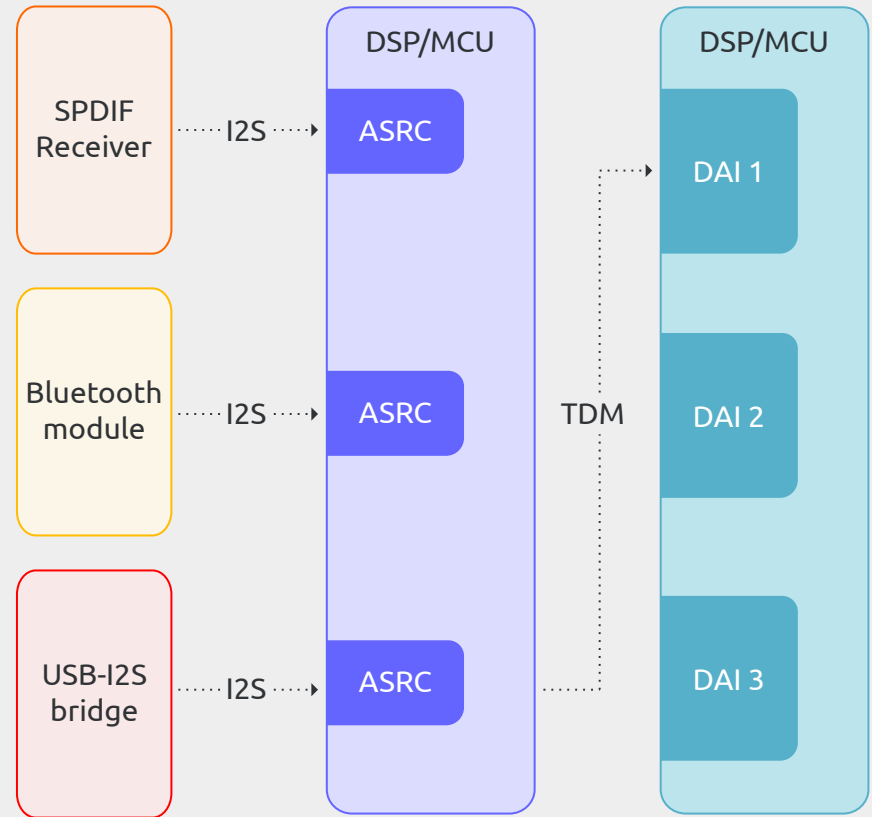 DSP/MCU
DSP/MCU
SPDIF
Receiver
I2S
ASRC
DAI 1
Bluetooth
module
I2S
ASRC
TDM
DAI 2
USB-I2S
bridge
I2S
ASRC
DAI 3